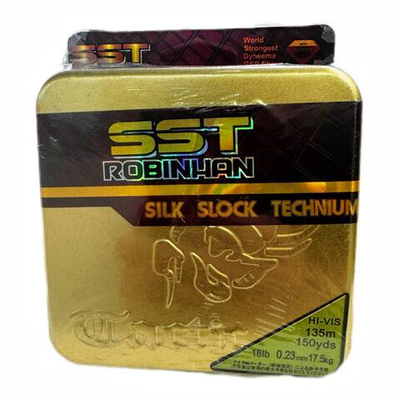 SST
World
Strongest
Dyneema
SST
ROBINHAN
SILK SLOCK TECHNIUM
HI-VIS
135m
150yds
18lb 0.23mm 17.5kg